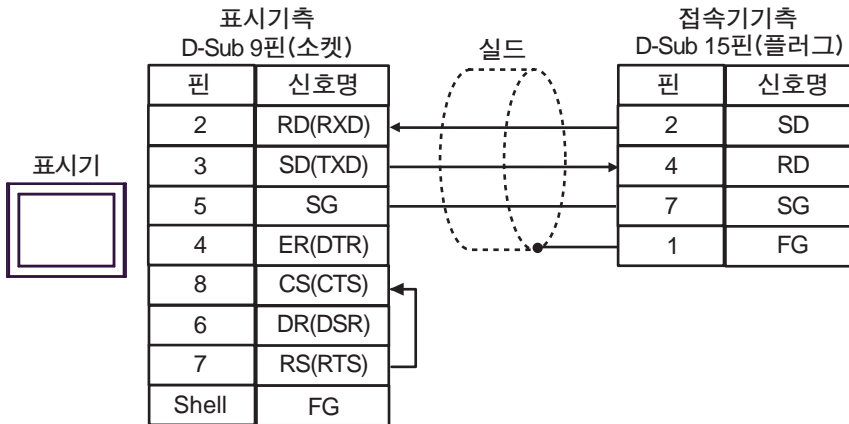 표시기측
D-Sub 9핀(소켓)
실드
접속기기측
D-Sub 15핀(플러그)
표시기
핀 신호명
2 RD(RXD)
3 SD(TXD)
5 SG
4 ER(DTR)
8 CS(CTS)
6 DR(DSR)
7 RS(RTS)
Shell FG
핀 신호명
2 SD
4 RD
7 SG
1 FG